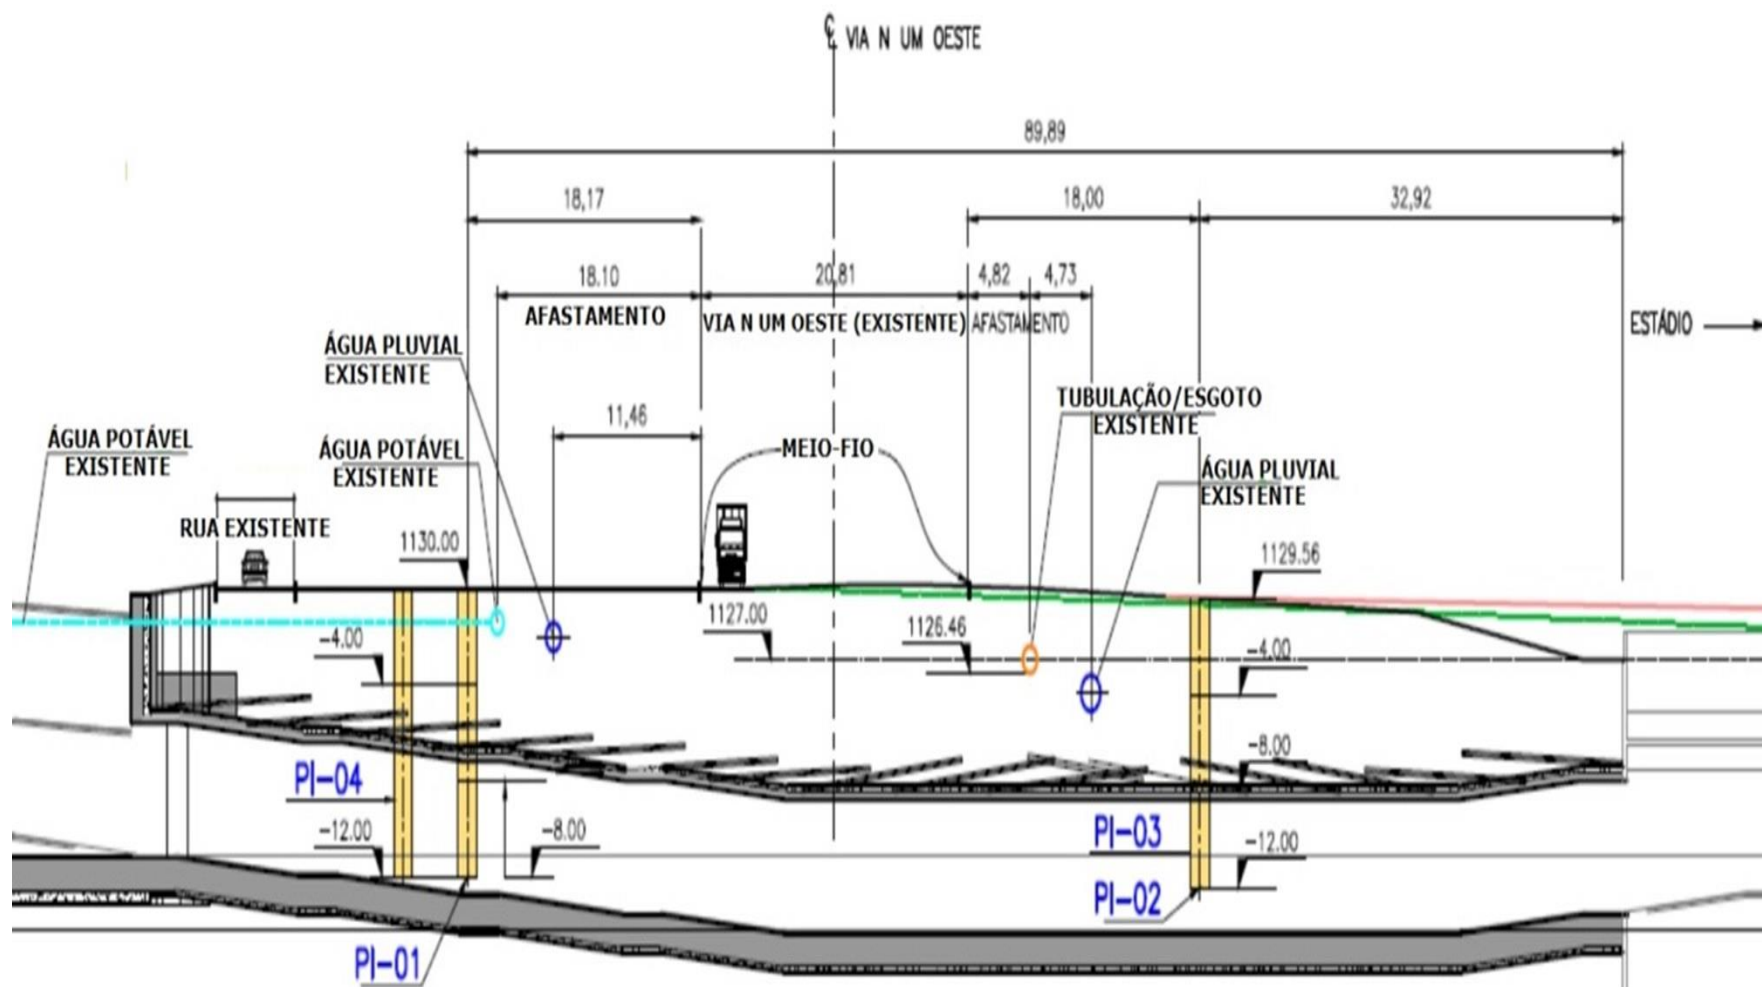 ℄ VIA N UM OESTE
89,89
18,17
18,00
32,92
18.10
20,81
4,82
4,73
AFASTAMENTO
VIA N UM OESTE (EXISTENTE)
AFASTAMENTO
ESTÁDIO
ÁGUA PLUVIAL
EXISTENTE
11,46
TUBULAÇÃO/ESGOTO
EXISTENTE
ÁGUA POTÁVEL
EXISTENTE
ÁGUA POTÁVEL
EXISTENTE
MEIO-FIO
ÁGUA PLUVIAL
EXISTENTE
RUA EXISTENTE
1130.00
1129.56
1127.00
1126.46
-4.00
-4.00
-8.00
PI-04
-12.00
-8.00
PI-03
-12.00
PI-02
PI-01